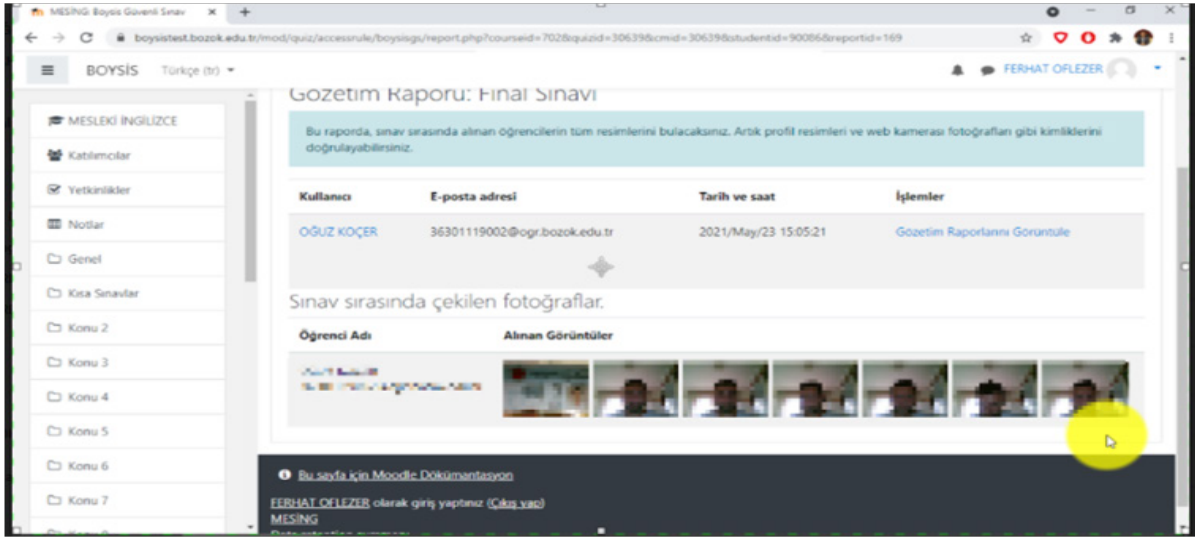 MESİNG: Boysis Güvenli Sınav
boysistest.bozok.edu.tr/mod/quiz/accessrule/boysisgs/report.php?courseid=702&quizid=30639&cmid=30639&studentid=90086&reportid=169
BOYSİS Türkçe (tr)
FERHAT OFLEZER
MESLEKİ İNGİLİZCE
Katılımcılar
Yetkinlikler
Notlar
Genel
Kısa Sınavlar
Konu 2
Konu 3
Konu 4
Konu 5
Konu 6
Konu 7
Gözetim Raporu: Final Sınavı
Bu raporda, sınav sırasında alınan öğrencilerin tüm resimlerini bulacaksınız. Artık profil resimleri ve web kamerası fotoğrafları gibi kimliklerini
doğrulayabilirsiniz.
Kullanıcı E-posta adresi Tarih ve saat İşlemler
OĞUZ KOÇER 36301119002@ogr.bozok.edu.tr 2021/May/23 15:05:21 Gözetim Raporlarını Görüntüle
Sınav sırasında çekilen fotoğraflar.
Öğrenci Adı Alınan Görüntüler
Bu sayfa için Moodle Dökümantasyon
FERHAT OFLEZER olarak giriş yaptınız (Çıkış yap)
MESİNG